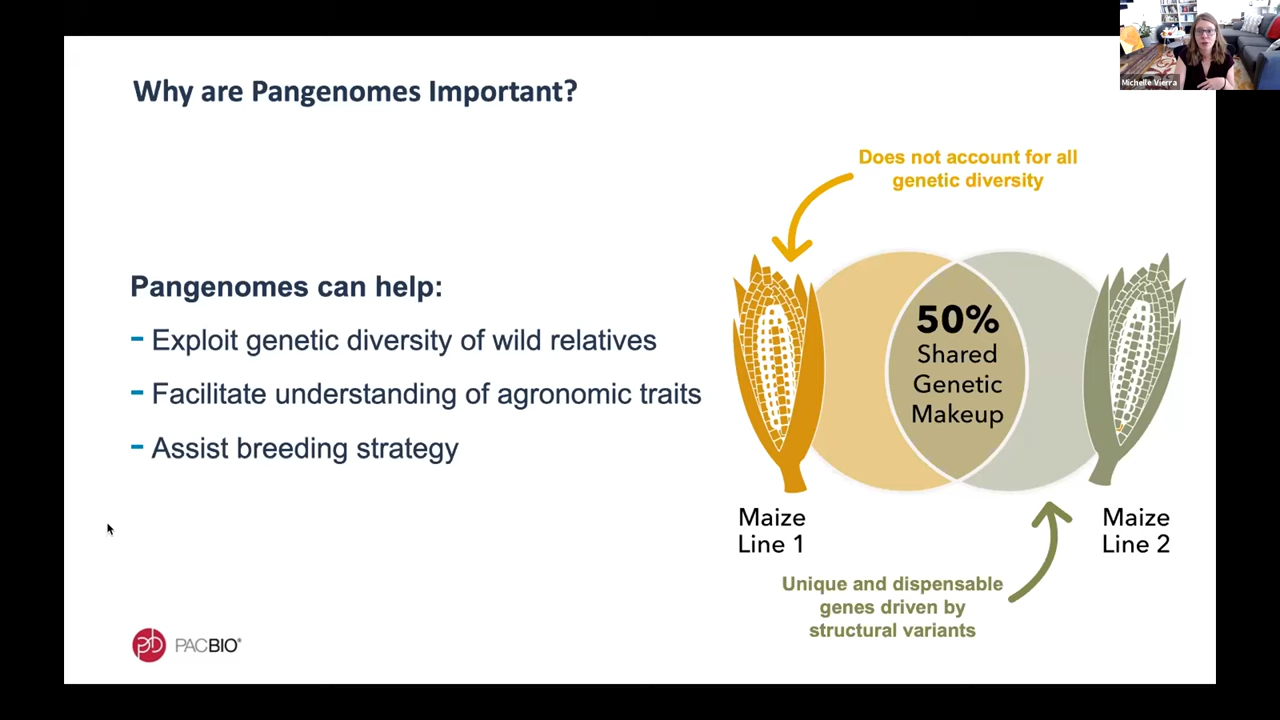 Why are Pangenomes Important?
Michelle Vierra
Does not account for all
genetic diversity
Pangenomes can help:
- Exploit genetic diversity of wild relatives
- Facilitate understanding of agronomic traits
- Assist breeding strategy
50%
Shared
Genetic
Makeup
Maize
Line 1
Maize
Line 2
Unique and dispensable
genes driven by
structural variants
PACBIO®